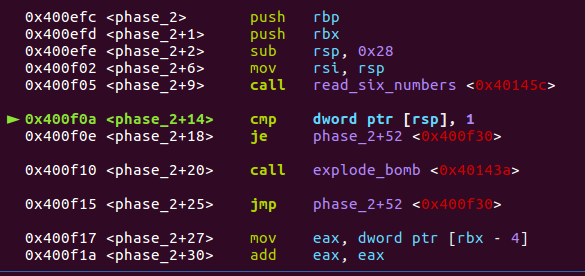 0x400efc <phase_2> push rbp
0x400efd <phase_2+1> push rbx
0x400efe <phase_2+2> sub rsp, 0x28
0x400f02 <phase_2+6> mov rsi, rsp
0x400f05 <phase_2+9> call read_six_numbers <0x40145c>
► 0x400f0a <phase_2+14> cmp dword ptr [rsp], 1
0x400f0e <phase_2+18> je phase_2+52 <0x400f30>
0x400f10 <phase_2+20> call explode_bomb <0x40143a>
0x400f15 <phase_2+25> jmp phase_2+52 <0x400f30>
0x400f17 <phase_2+27> mov eax, dword ptr [rbx - 4]
0x400f1a <phase_2+30> add eax, eax